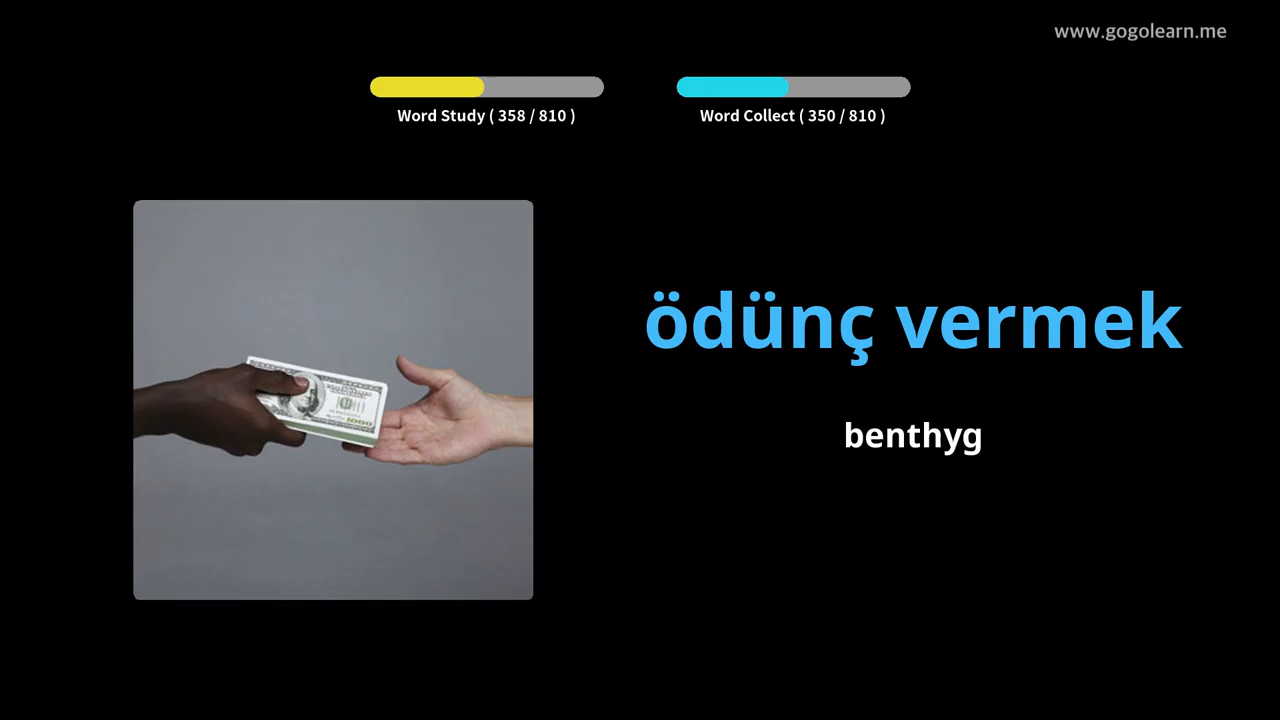 www.gogolearn.me
Word Study ( 358 / 810 )
Word Collect ( 350 / 810 )
ödünç vermek
benthyg